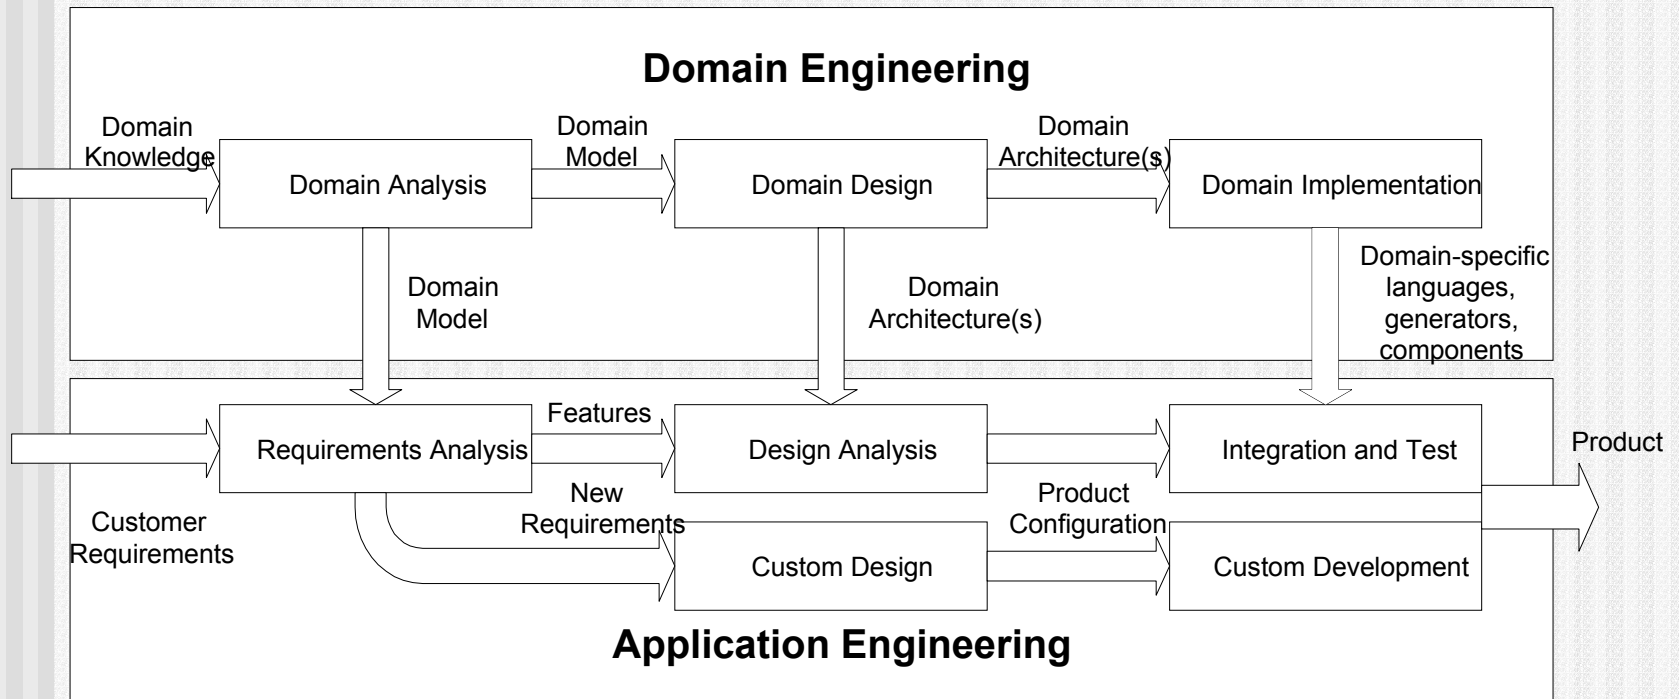 Domain Engineering
Domain
Knowledge
Domain
Model
Domain
Architecture(s)
Domain Analysis
Domain Design
Domain Implementation
Domain
Model
Domain
Architecture(s)
Domain-specific
languages,
generators,
components
Features
Requirements Analysis
Design Analysis
Integration and Test
Product
Customer
Requirements
New
Requirements
Product
Configuration
Custom Design
Custom Development
Application Engineering